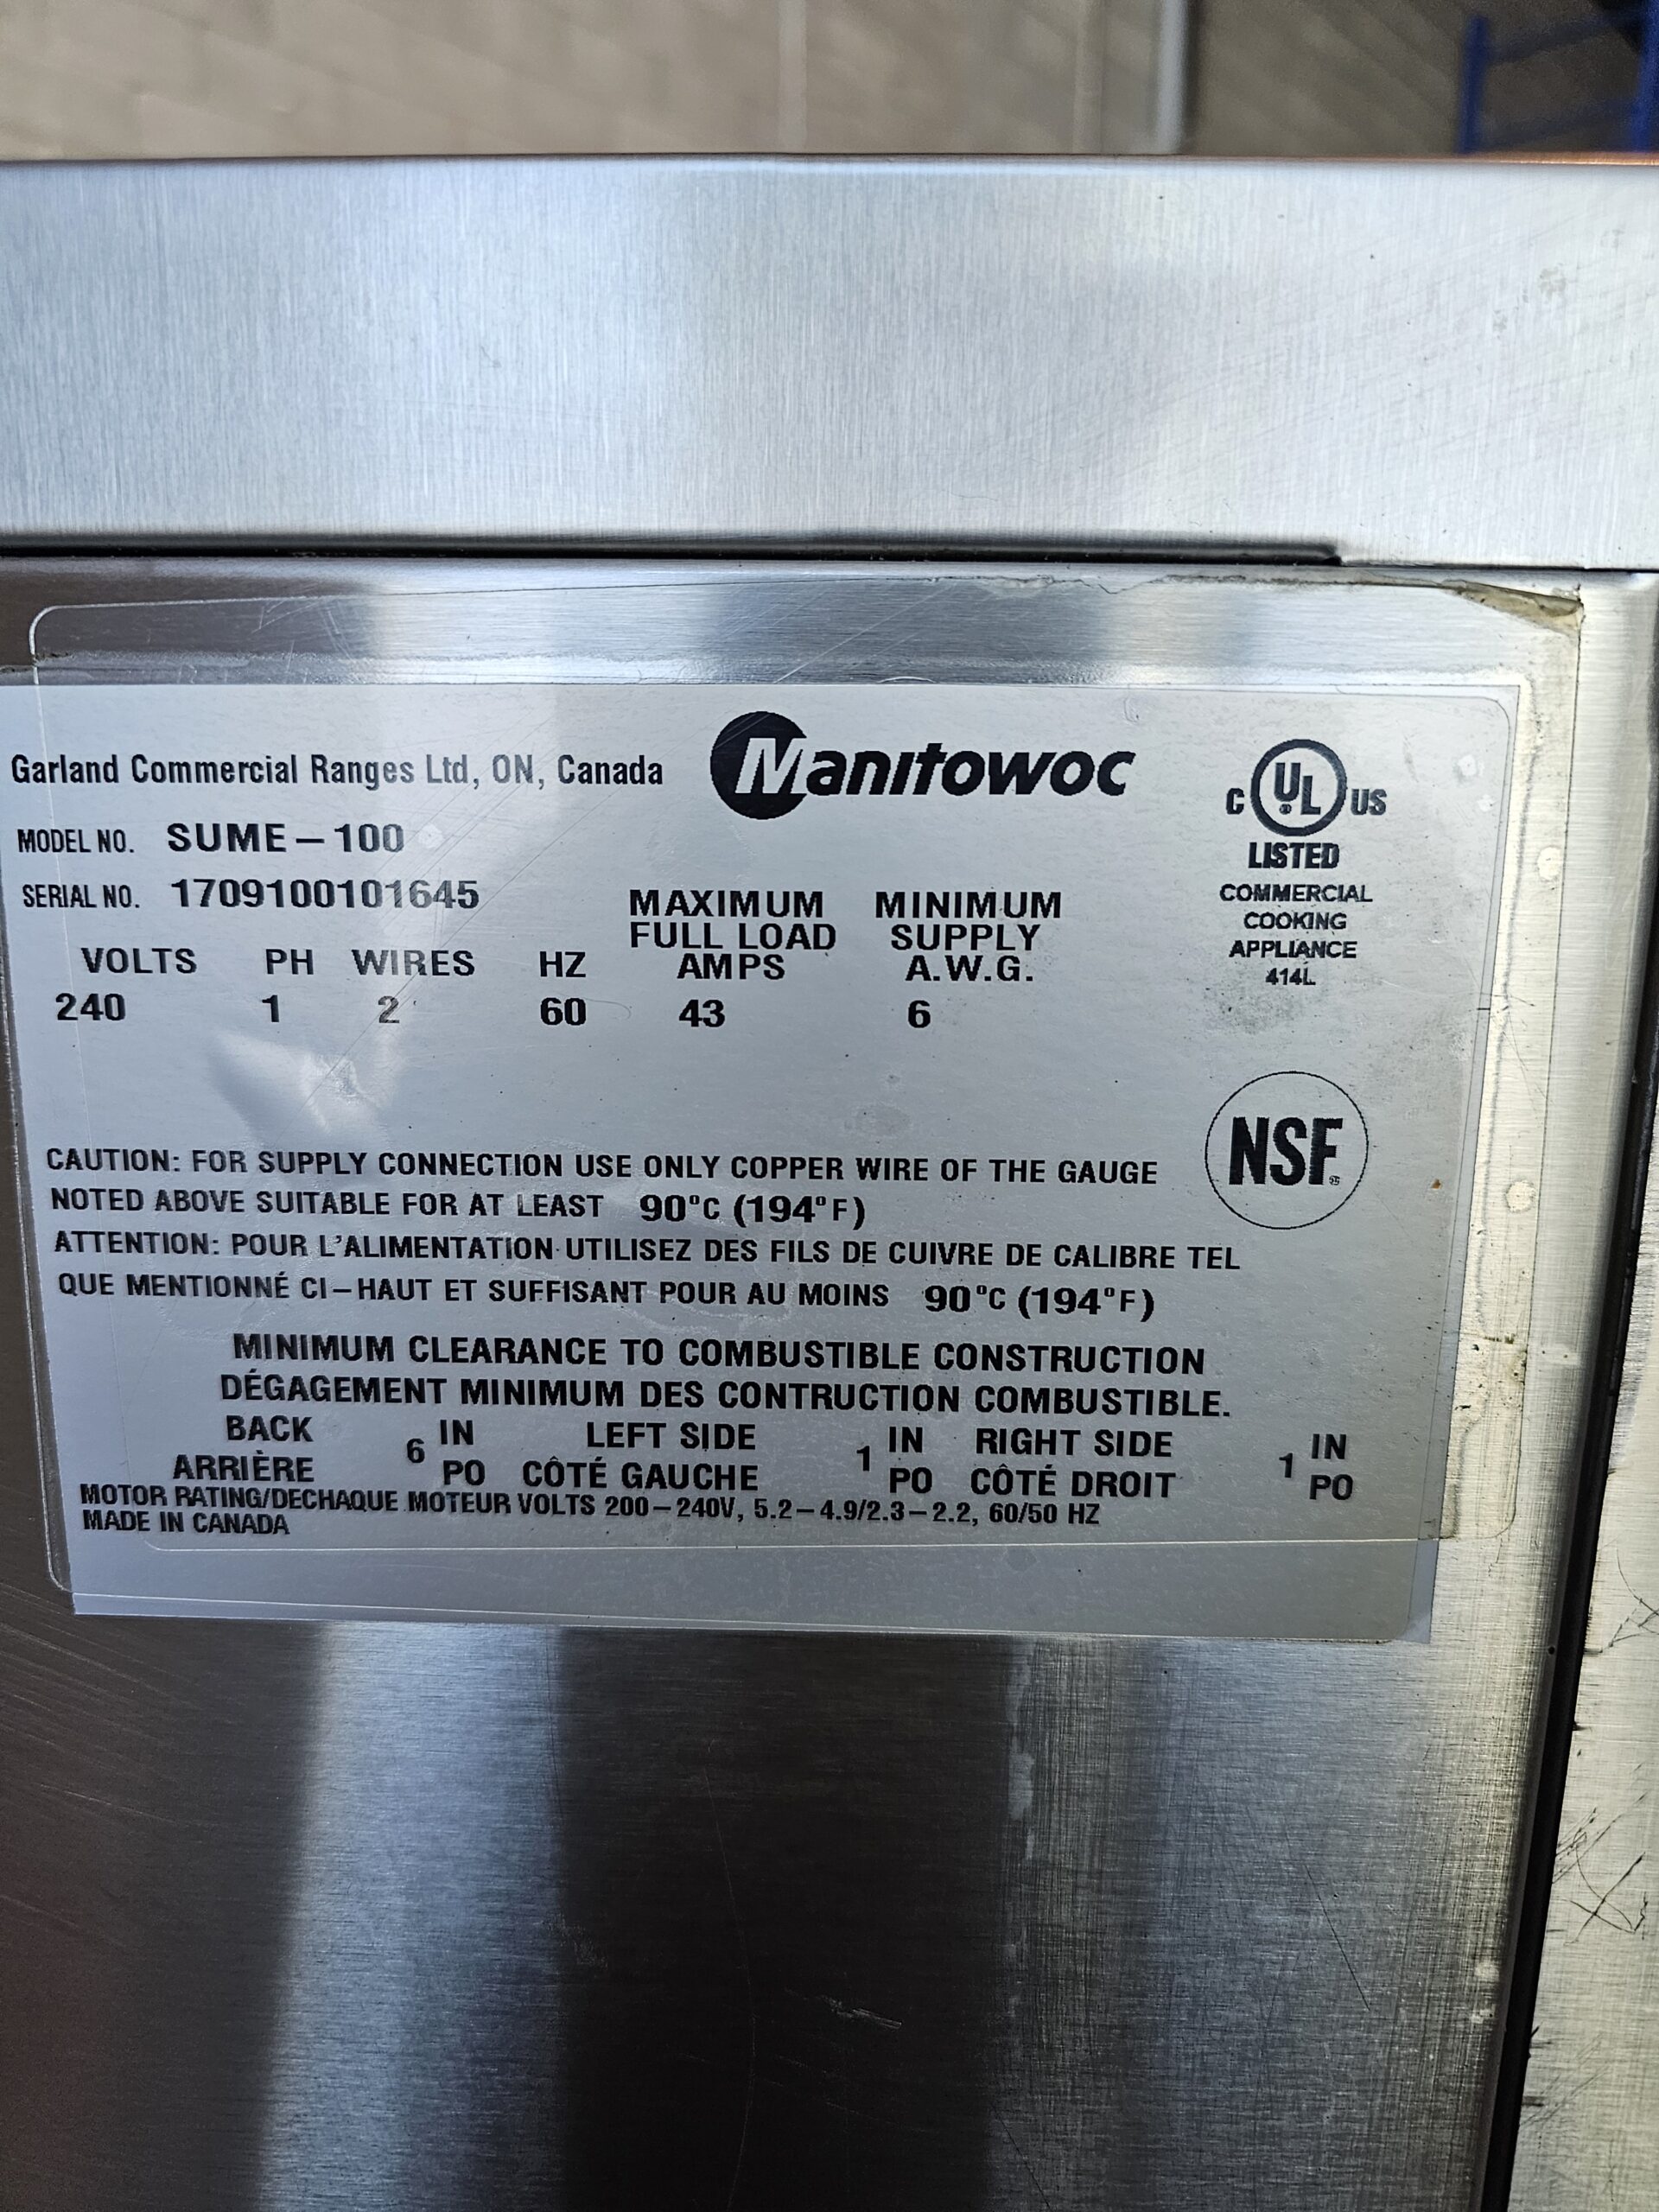 Garland Commercial Ranges Ltd, ON, Canada
Manitowoc
C UL US
LISTED
COMMERCIAL
COOKING
APPLIANCE
414L
MODEL NO. SUME-100
SERIAL NO. 1709100101645
VOLTS PH WIRES HZ MAXIMUM FULL LOAD AMPS MINIMUM SUPPLY A.W.G.
240 1 2 60 43 6
NSF
CAUTION: FOR SUPPLY CONNECTION USE ONLY COPPER WIRE OF THE GAUGE
NOTED ABOVE SUITABLE FOR AT LEAST 90°C (194°F)
ATTENTION: POUR L'ALIMENTATION UTILISEZ DES FILS DE CUIVRE DE CALIBRE TEL
QUE MENTIONNÉ CI-HAUT ET SUFFISANT POUR AU MOINS 90°C (194°F)
MINIMUM CLEARANCE TO COMBUSTIBLE CONSTRUCTION
DÉGAGEMENT MINIMUM DES CONTRUCTION COMBUSTIBLE.
BACK 6 IN LEFT SIDE 1 IN RIGHT SIDE 1 IN
ARRIÈRE PO CÔTÉ GAUCHE PO CÔTÉ DROIT PO
MOTOR RATING/DECHAQUE MOTEUR VOLTS 200-240V, 5.2-4.9/2.3-2.2, 60/50 HZ
MADE IN CANADA